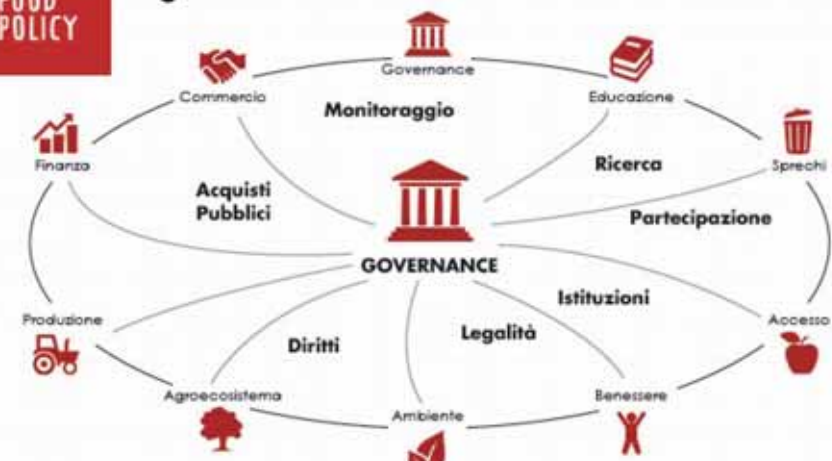 FOOD
POLICY
Governance
Commercio
Educazione
Monitoraggio
Finanza
Ricerca
Sprechi
Acquisti
Pubblici
Partecipazione
GOVERNANCE
Istituzioni
Produzione
Diritti
Legalità
Accesso
Agroecosistema
Ambiente
Benessere